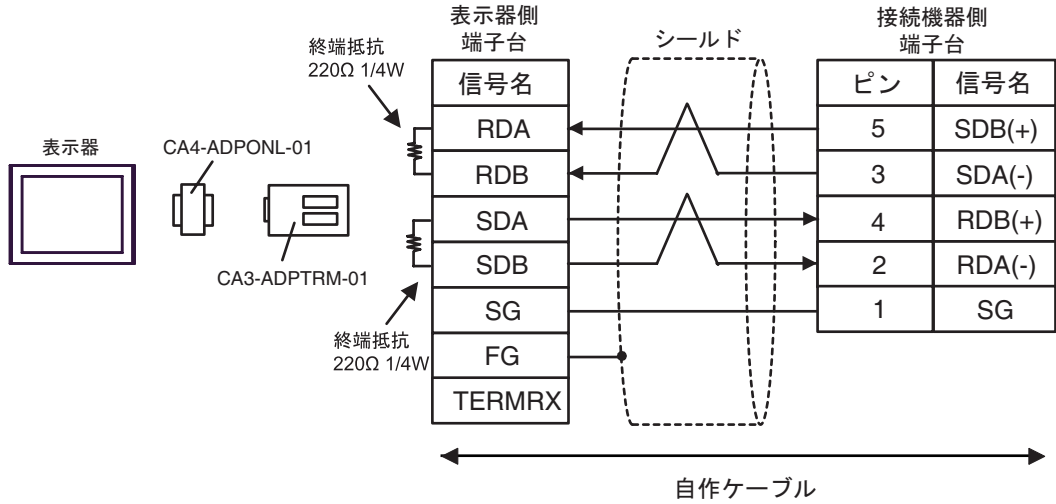 表示器側
端子台
接続機器側
端子台
シールド
終端抵抗
220Ω 1/4W
信号名
ピン 信号名
RDA 5 SDB(+)
RDB 3 SDA(-)
SDA 4 RDB(+)
SDB 2 RDA(-)
SG 1 SG
FG
TERMRX
表示器
CA4-ADPONL-01
CA3-ADPTRM-01
終端抵抗
220Ω 1/4W
自作ケーブル